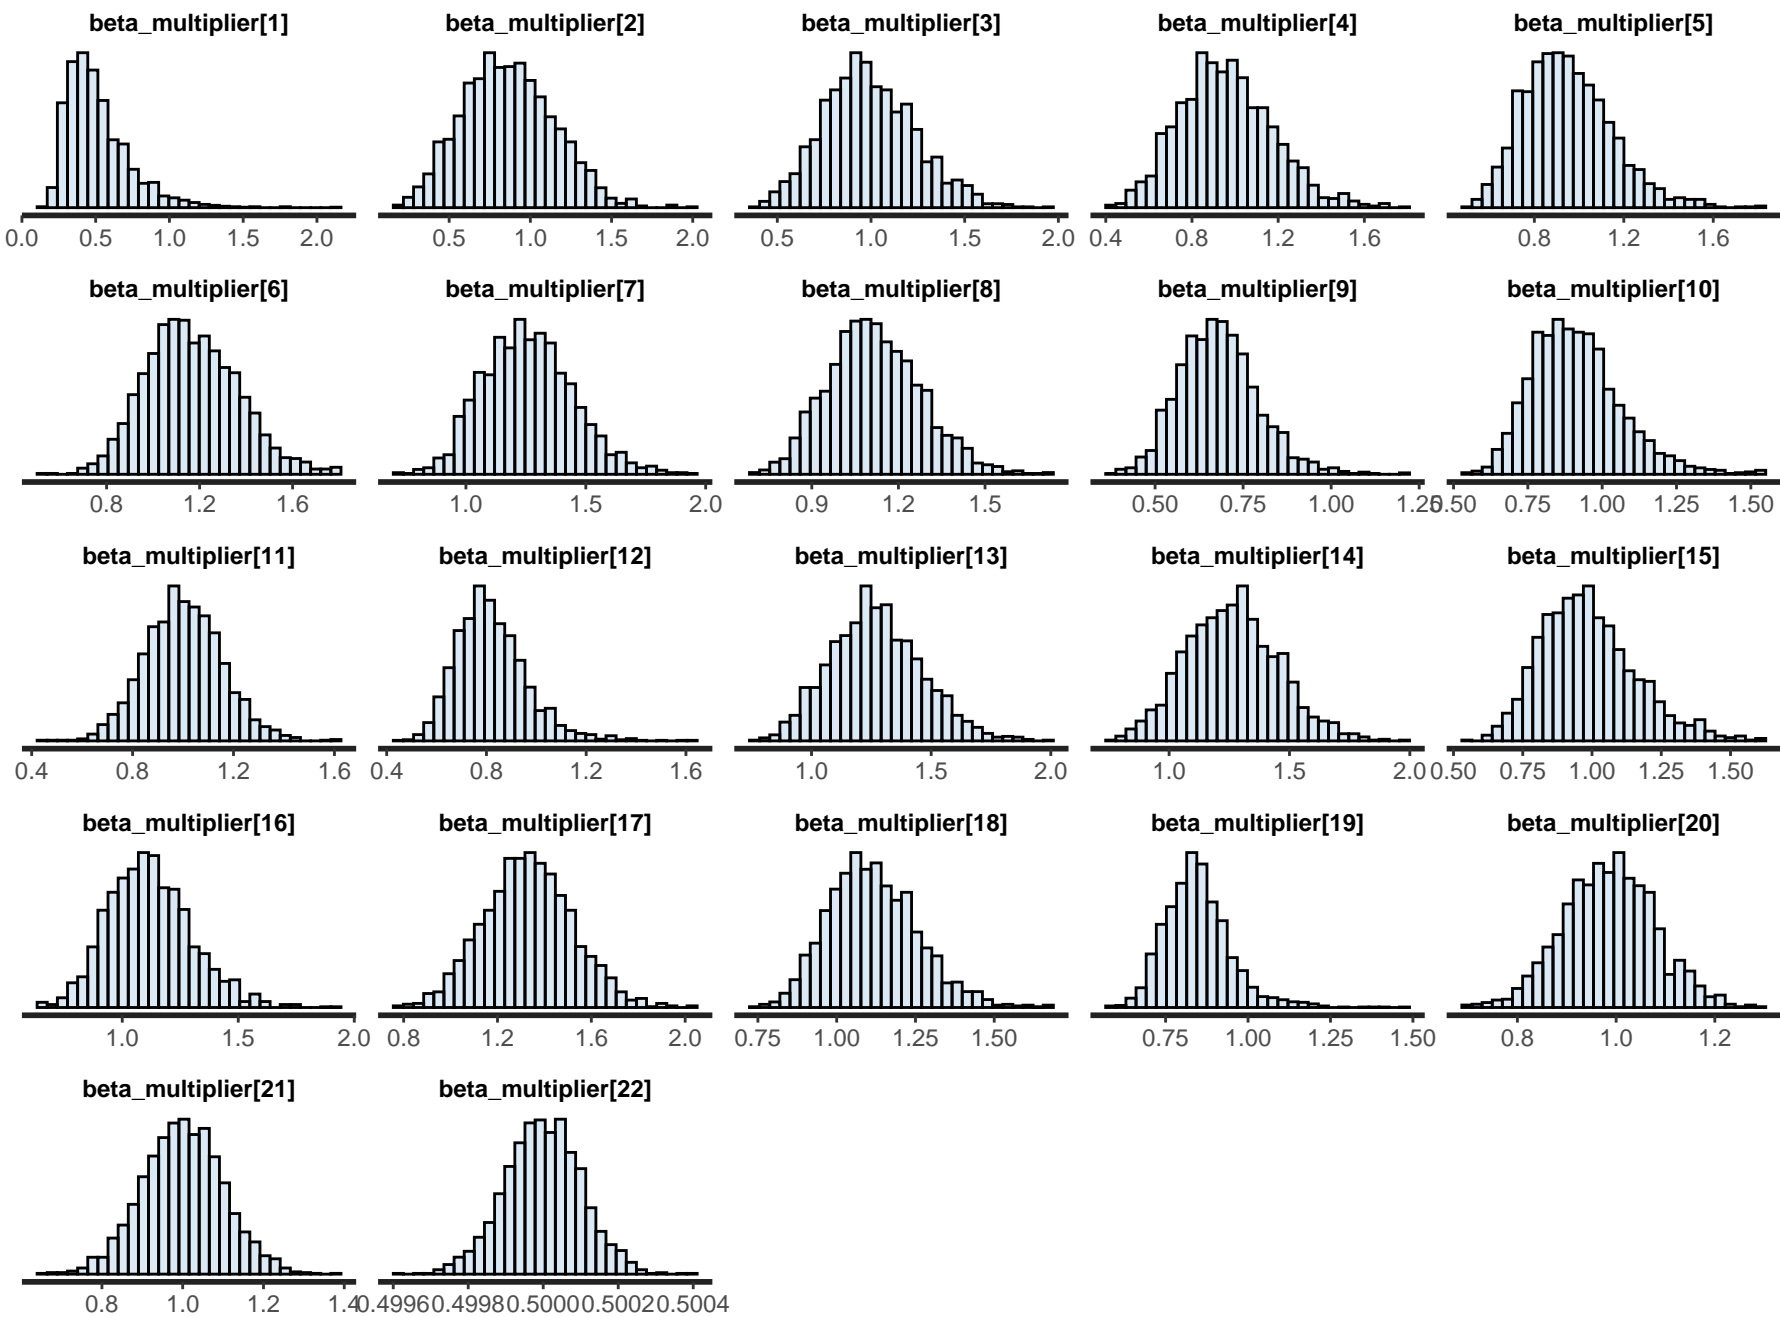 beta_multiplier[1] beta_multiplier[2] beta_multiplier[3] beta_multiplier[4] beta_multiplier[5]
0.0 0.5 1.0 1.5 2.0 0.5 1.0 1.5 2.0 0.5 1.0 1.5 2.0 0.4 0.8 1.2 1.6 0.8 1.2 1.6
beta_multiplier[6] beta_multiplier[7] beta_multiplier[8] beta_multiplier[9] beta_multiplier[10]
0.8 1.2 1.6 1.0 1.5 2.0 0.9 1.2 1.5 0.50 0.75 1.00 1.25 0.50 0.75 1.00 1.25 1.50
beta_multiplier[11] beta_multiplier[12] beta_multiplier[13] beta_multiplier[14] beta_multiplier[15]
0.4 0.8 1.2 1.6 0.4 0.8 1.2 1.6 1.0 1.5 2.0 1.0 1.5 2.0 0.50 0.75 1.00 1.25 1.50
beta_multiplier[16] beta_multiplier[17] beta_multiplier[18] beta_multiplier[19] beta_multiplier[20]
1.0 1.5 2.0 0.8 1.2 1.6 2.0 0.75 1.00 1.25 1.50 0.75 1.00 1.25 1.50 0.8 1.0 1.2
beta_multiplier[21] beta_multiplier[22]
0.8 1.0 1.2 1.4 0.4996 0.4998 0.5000 0.5002 0.5004